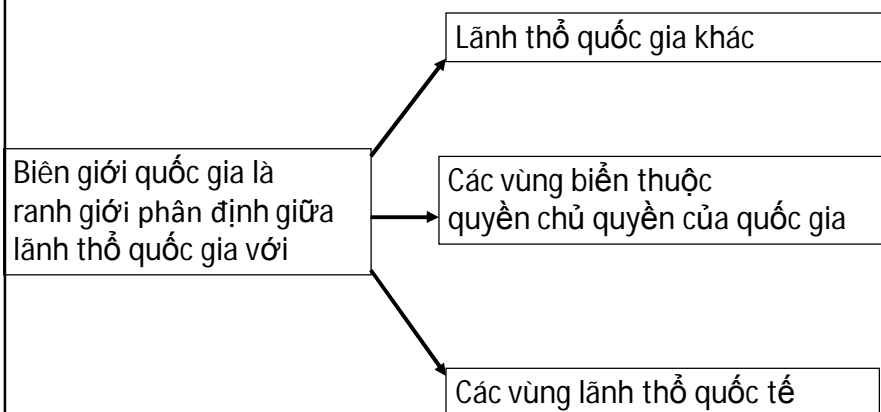 Lãnh thổ quốc gia khác
Biên giới quốc gia là
ranh giới phân định giữa
lãnh thổ quốc gia với
Các vùng biển thuộc
quyền chủ quyền của quốc gia
Các vùng lãnh thổ quốc tế